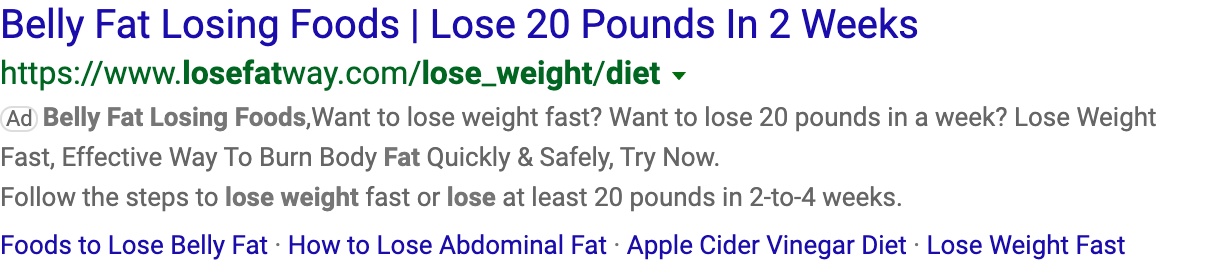 Belly Fat Losing Foods | Lose 20 Pounds In 2 Weeks
https://www.losefatway.com/lose_weight/diet
Ad Belly Fat Losing Foods,Want to lose weight fast? Want to lose 20 pounds in a week? Lose Weight
Fast, Effective Way To Burn Body Fat Quickly & Safely, Try Now.
Follow the steps to lose weight fast or lose at least 20 pounds in 2-to-4 weeks.
Foods to Lose Belly Fat · How to Lose Abdominal Fat · Apple Cider Vinegar Diet · Lose Weight Fast